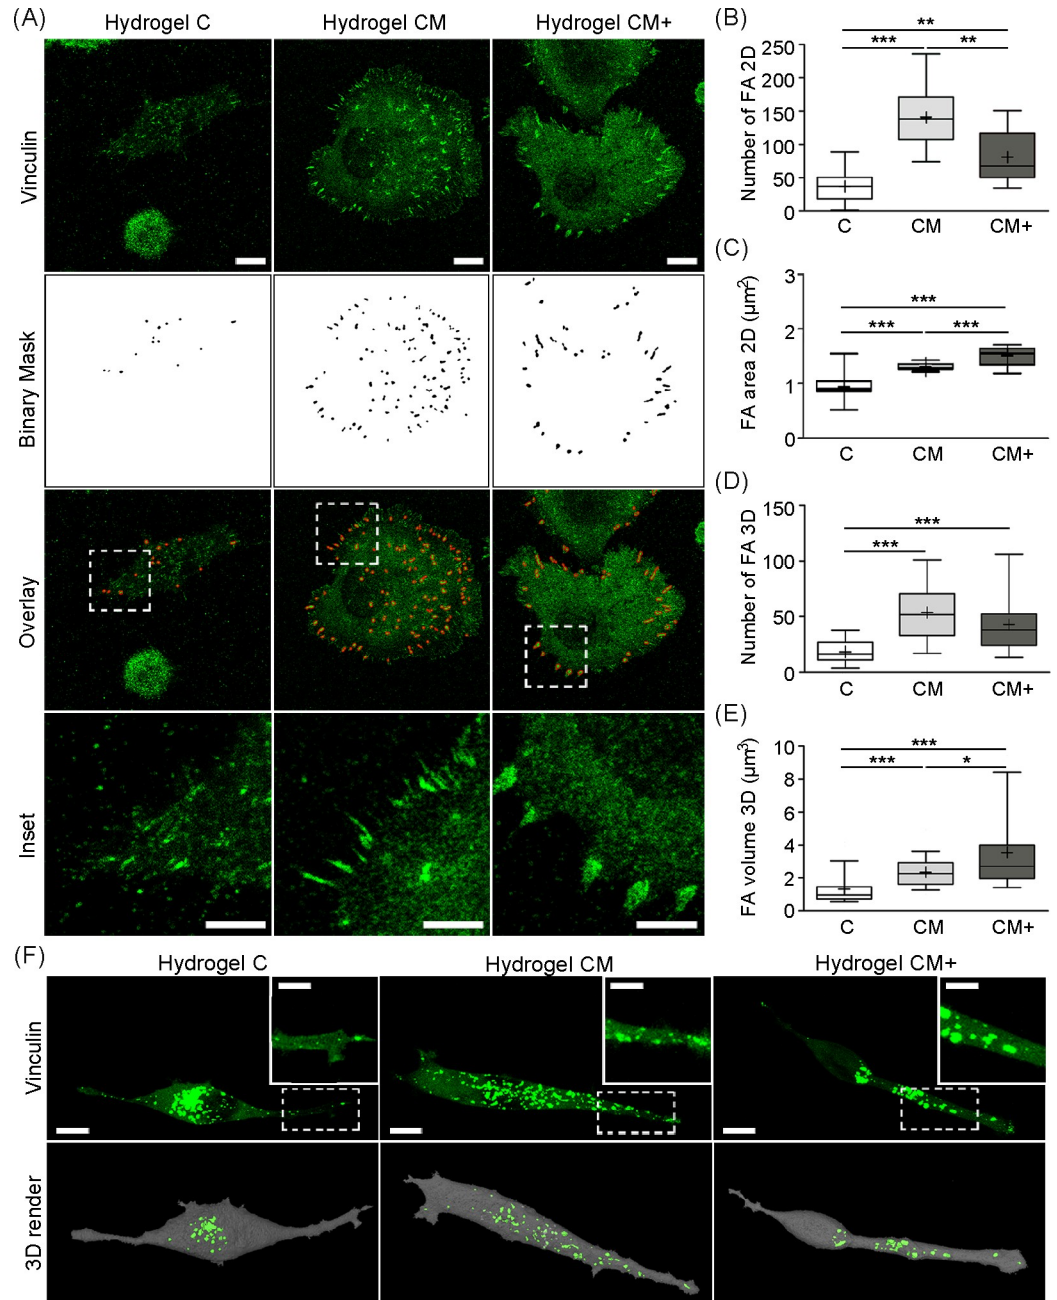 (A)
Hydrogel C
Hydrogel CM
Hydrogel CM+
Vinculin
Binary Mask
Overlay
Inset
(B)
**
*** **
Number of FA 2D
250
200
150
100
50
0
C CM CM+
(C)
***
*** ***
FA area 2D (µm²)
3
2
1
0
C CM CM+
(D)
***
***
Number of FA 3D
150
100
50
0
C CM CM+
(E)
***
*** *
FA volume 3D (µm³)
10
8
6
4
2
0
C CM CM+
(F)
Hydrogel C
Hydrogel CM
Hydrogel CM+
Vinculin
3D render